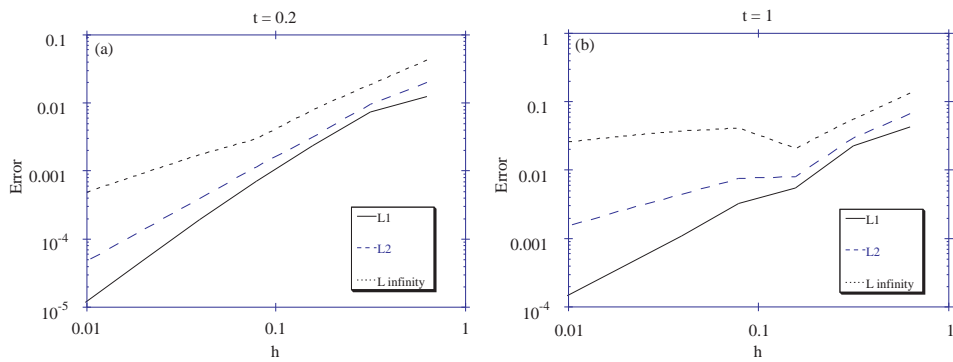 t = 0.2
(a)
0.1
0.01
0.001
10^-4
10^-5
Error
L1
L2
L infinity
0.01
0.1
1
h
t = 1
(b)
1
0.1
0.01
0.001
10^-4
Error
L1
L2
L infinity
0.01
0.1
1
h